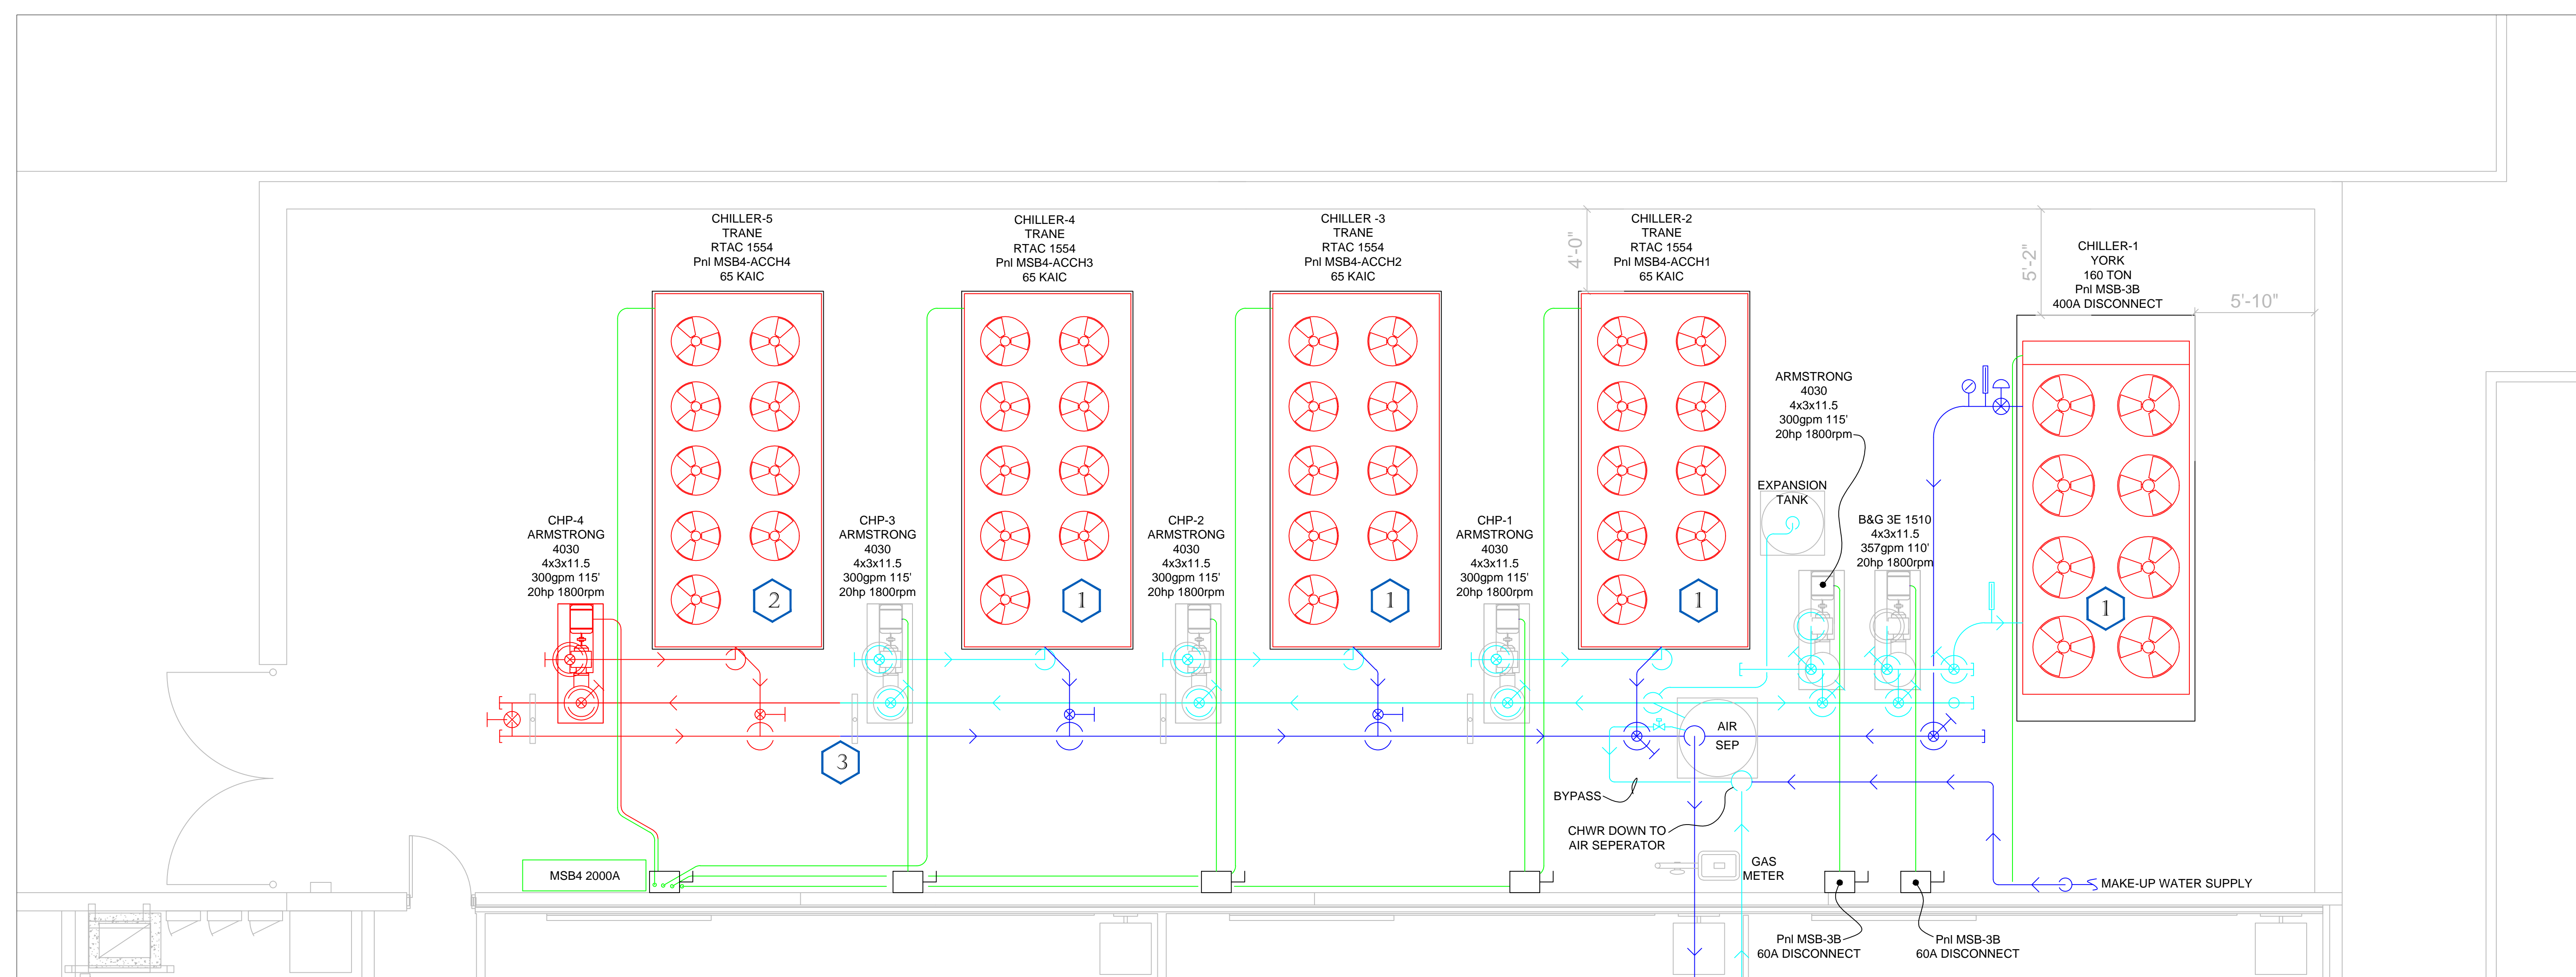 CHILLER-5
TRANE
RTAC 1554
Pnl MSB4-ACCH4
65 KAIC
CHILLER-4
TRANE
RTAC 1554
Pnl MSB4-ACCH3
65 KAIC
CHILLER -3
TRANE
RTAC 1554
Pnl MSB4-ACCH2
65 KAIC
CHILLER-2
TRANE
RTAC 1554
Pnl MSB4-ACCH1
65 KAIC
4'-0"
5'-2"
CHILLER-1
YORK
160 TON
Pnl MSB-3B
400A DISCONNECT
5'-10"
ARMSTRONG
4030
4x3x11.5
300gpm 115'
20hp 1800rpm
EXPANSION
TANK
B&G 3E 1510
4x3x11.5
357gpm 110'
20hp 1800rpm
CHP-4
ARMSTRONG
4030
4x3x11.5
300gpm 115'
20hp 1800rpm
CHP-3
ARMSTRONG
4030
4x3x11.5
300gpm 115'
20hp 1800rpm
CHP-2
ARMSTRONG
4030
4x3x11.5
300gpm 115'
20hp 1800rpm
CHP-1
ARMSTRONG
4030
4x3x11.5
300gpm 115'
20hp 1800rpm
2
1
1
1
1
3
AIR
SEP
BYPASS
CHWR DOWN TO
AIR SEPERATOR
GAS
METER
MSB4 2000A
MAKE-UP WATER SUPPLY
Pnl MSB-3B
60A DISCONNECT
Pnl MSB-3B
60A DISCONNECT